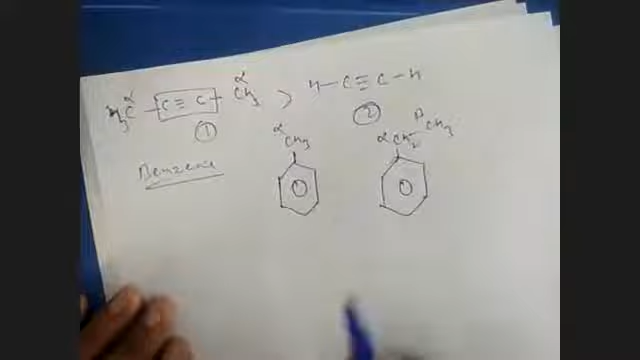 H₃C^α — C ≡ C — CH₃^α > H — C ≡ C — H
① ②
Benzene
α CH₃
α CH₂ — β CH₃